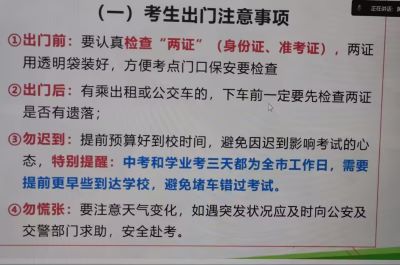 正在讲话:
（一）考生出门注意事项
①出门前：要认真检查“两证”（身份证、准考证），两证
用透明袋装好，方便考点门口保安要检查
②出门后：有乘出租或公交车的，下车前一定要先检查两证
是否有遗落；
③勿迟到：提前预算好到校时间，避免因迟到影响考试的心
态，特别提醒：中考和学业考三天都为全市工作日，需要
提前更早些到达学校，避免堵车错过考试。
④勿慌张：要注意天气变化，如遇突发状况应及时向公安及
交警部门求助，安全赴考。